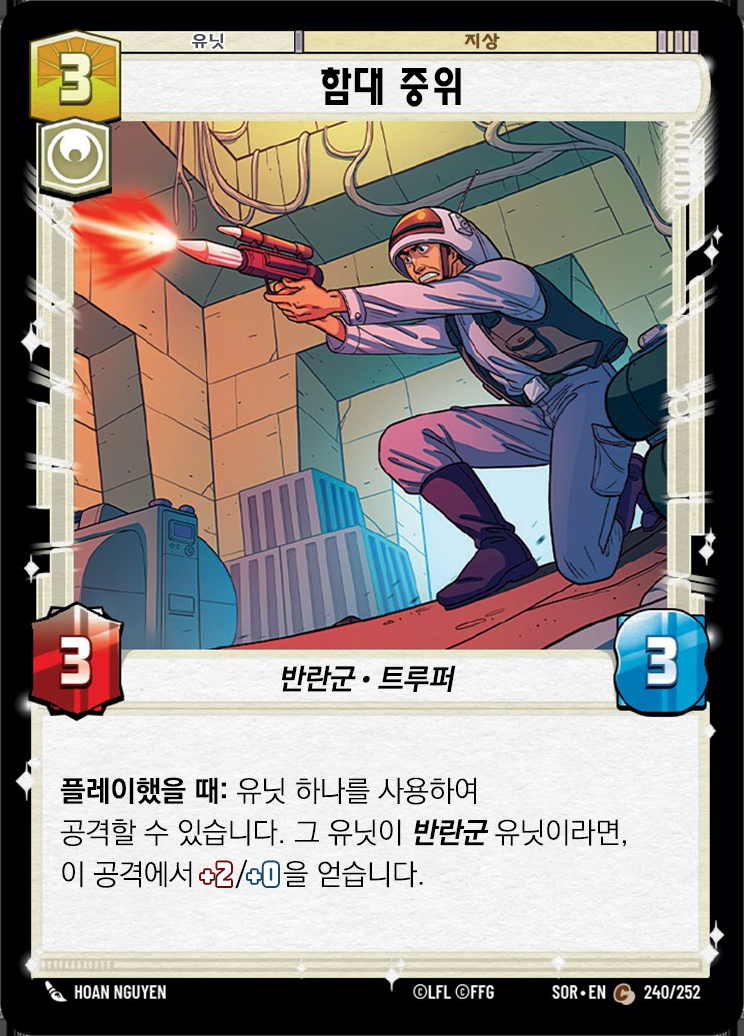 유닛
지상
3
함대 중위
3
반란군 • 트루퍼
3
플레이했을 때: 유닛 하나를 사용하여
공격할 수 있습니다. 그 유닛이 반란군 유닛이라면,
이 공격에서 +2/+0을 얻습니다.
HOAN NGUYEN
©LFL ©FFG
SOR • EN C 240/252